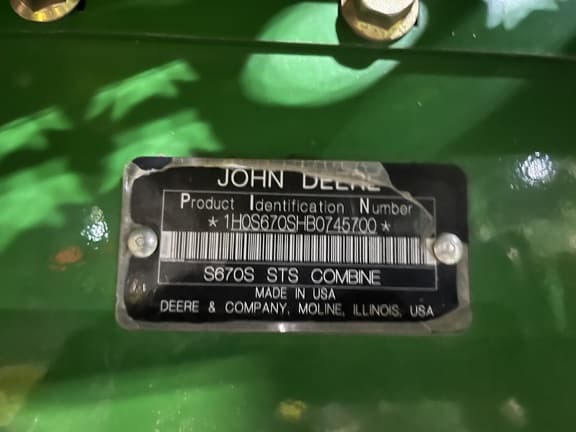 JOHN DEERE
Product Identification Number
*1H0S670SHB0745700*
S670S STS COMBINE
MADE IN USA
DEERE & COMPANY, MOLINE, ILLINOIS, USA